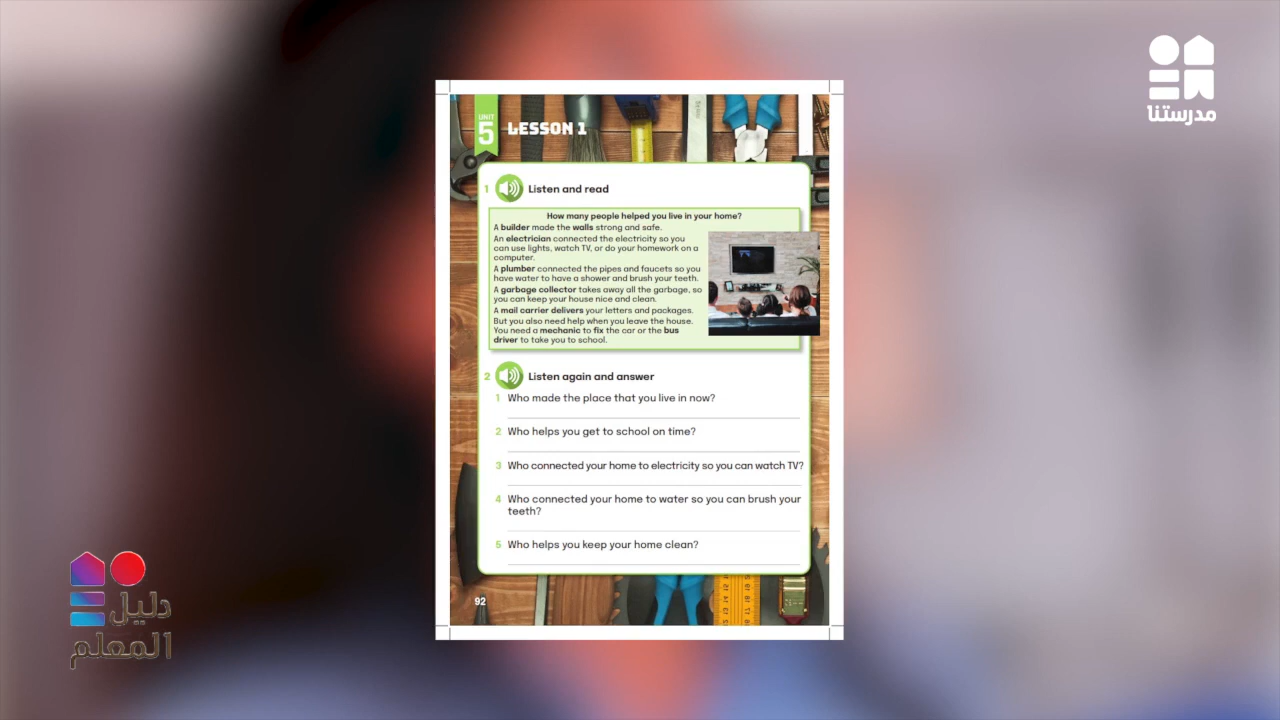 مدرستنا
UNIT
5
LESSON 1
1 Listen and read
How many people helped you live in your home?
A builder made the walls strong and safe.
An electrician connected the electricity so you
can use lights, watch TV, or do your homework on a
computer.
A plumber connected the pipes and faucets so you
have water to have a shower and brush your teeth.
A garbage collector takes away all the garbage, so
you can keep your house nice and clean.
A mail carrier delivers your letters and packages.
But you also need help when you leave the house.
You need a mechanic to fix the car or the bus
driver to take you to school.
2 Listen again and answer
1 Who made the place that you live in now?
2 Who helps you get to school on time?
3 Who connected your home to electricity so you can watch TV?
4 Who connected your home to water so you can brush your
teeth?
5 Who helps you keep your home clean?
92
دليل
المعلم